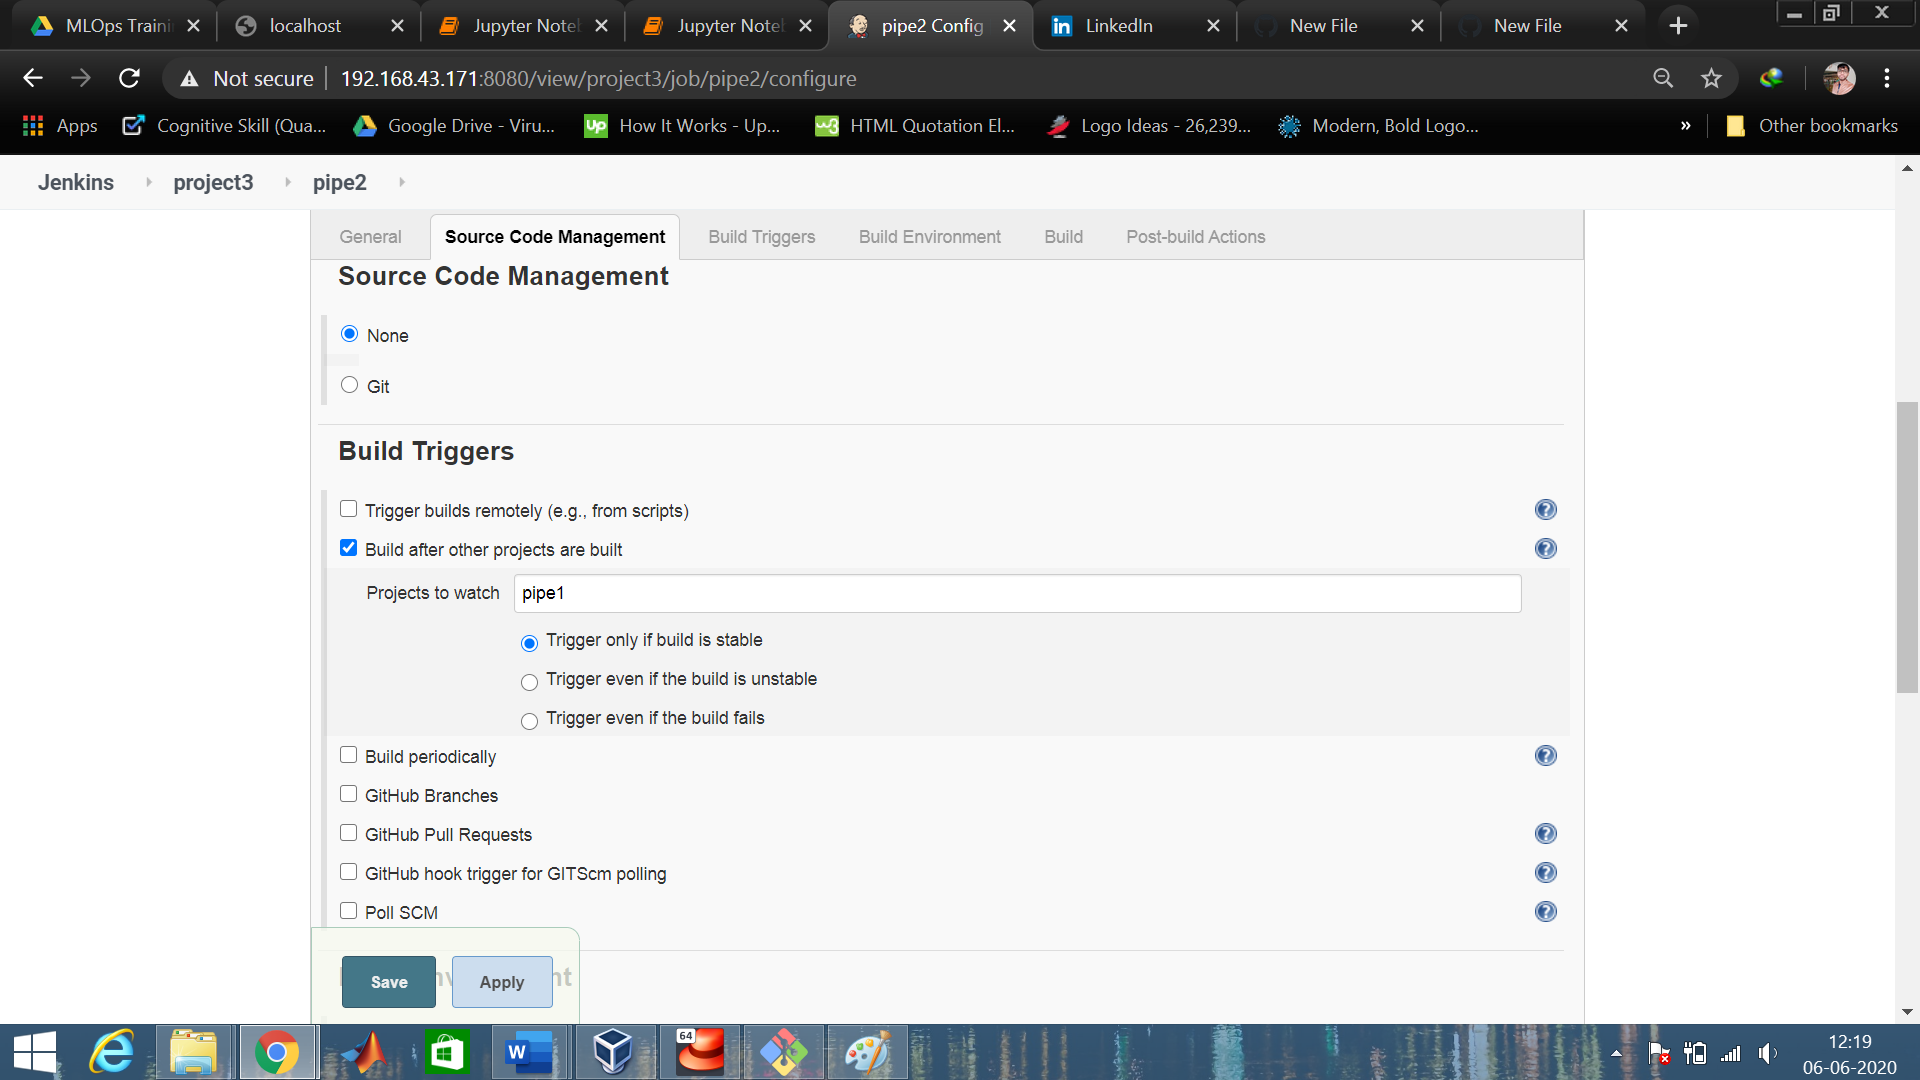 MLOps Traini
localhost
Jupyter Note
Jupyter Note
pipe2 Config
LinkedIn
New File
New File
Not secure
192.168.43.171:8080/view/project3/job/pipe2/configure
Apps
Cognitive Skill (Qua...
Google Drive - Viru...
How It Works - Up...
HTML Quotation El...
Logo Ideas - 26,239...
Modern, Bold Logo...
»
Other bookmarks
Jenkins
project3
pipe2
General
Source Code Management
Build Triggers
Build Environment
Build
Post-build Actions
Source Code Management
None
Git
Build Triggers
Trigger builds remotely (e.g., from scripts)
Build after other projects are built
Projects to watch
pipe1
Trigger only if build is stable
Trigger even if the build is unstable
Trigger even if the build fails
Build periodically
GitHub Branches
GitHub Pull Requests
GitHub hook trigger for GITScm polling
Poll SCM
Save
Apply
64
12:19
06-06-2020